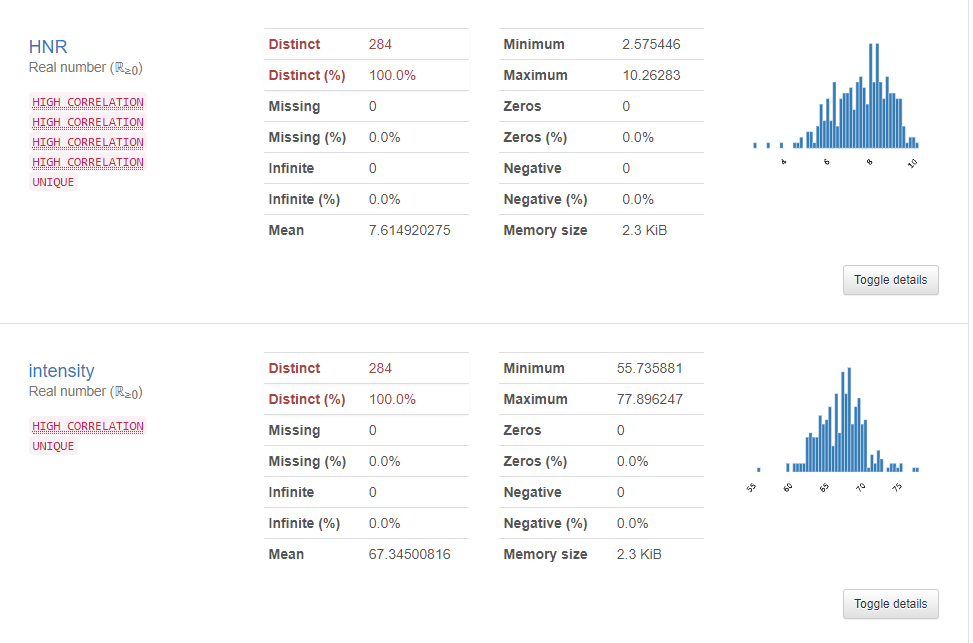 HNR
Real number (ℝ≥0)
HIGH CORRELATION
HIGH CORRELATION
HIGH CORRELATION
HIGH CORRELATION
UNIQUE
Distinct 284
Distinct (%) 100.0%
Missing 0
Missing (%) 0.0%
Infinite 0
Infinite (%) 0.0%
Mean 7.614920275
Minimum 2.575446
Maximum 10.26283
Zeros 0
Zeros (%) 0.0%
Negative 0
Negative (%) 0.0%
Memory size 2.3 KiB
4 6 8 10
Toggle details
intensity
Real number (ℝ≥0)
HIGH CORRELATION
UNIQUE
Distinct 284
Distinct (%) 100.0%
Missing 0
Missing (%) 0.0%
Infinite 0
Infinite (%) 0.0%
Mean 67.34500816
Minimum 55.735881
Maximum 77.896247
Zeros 0
Zeros (%) 0.0%
Negative 0
Negative (%) 0.0%
Memory size 2.3 KiB
55 60 65 70 75
Toggle details